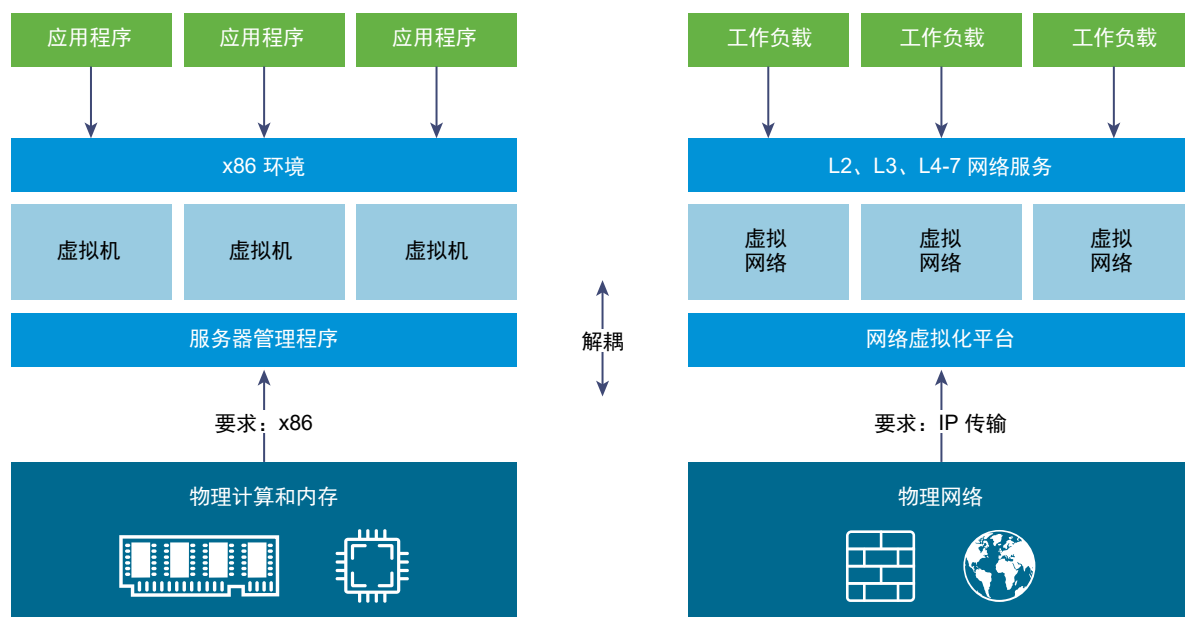 应用程序
应用程序
应用程序
x86 环境
虚拟机
虚拟机
虚拟机
服务器管理程序
要求：x86
物理计算和内存
解耦
工作负载
工作负载
工作负载
L2、L3、L4-7 网络服务
虚拟
网络
虚拟
网络
虚拟
网络
网络虚拟化平台
要求：IP 传输
物理网络